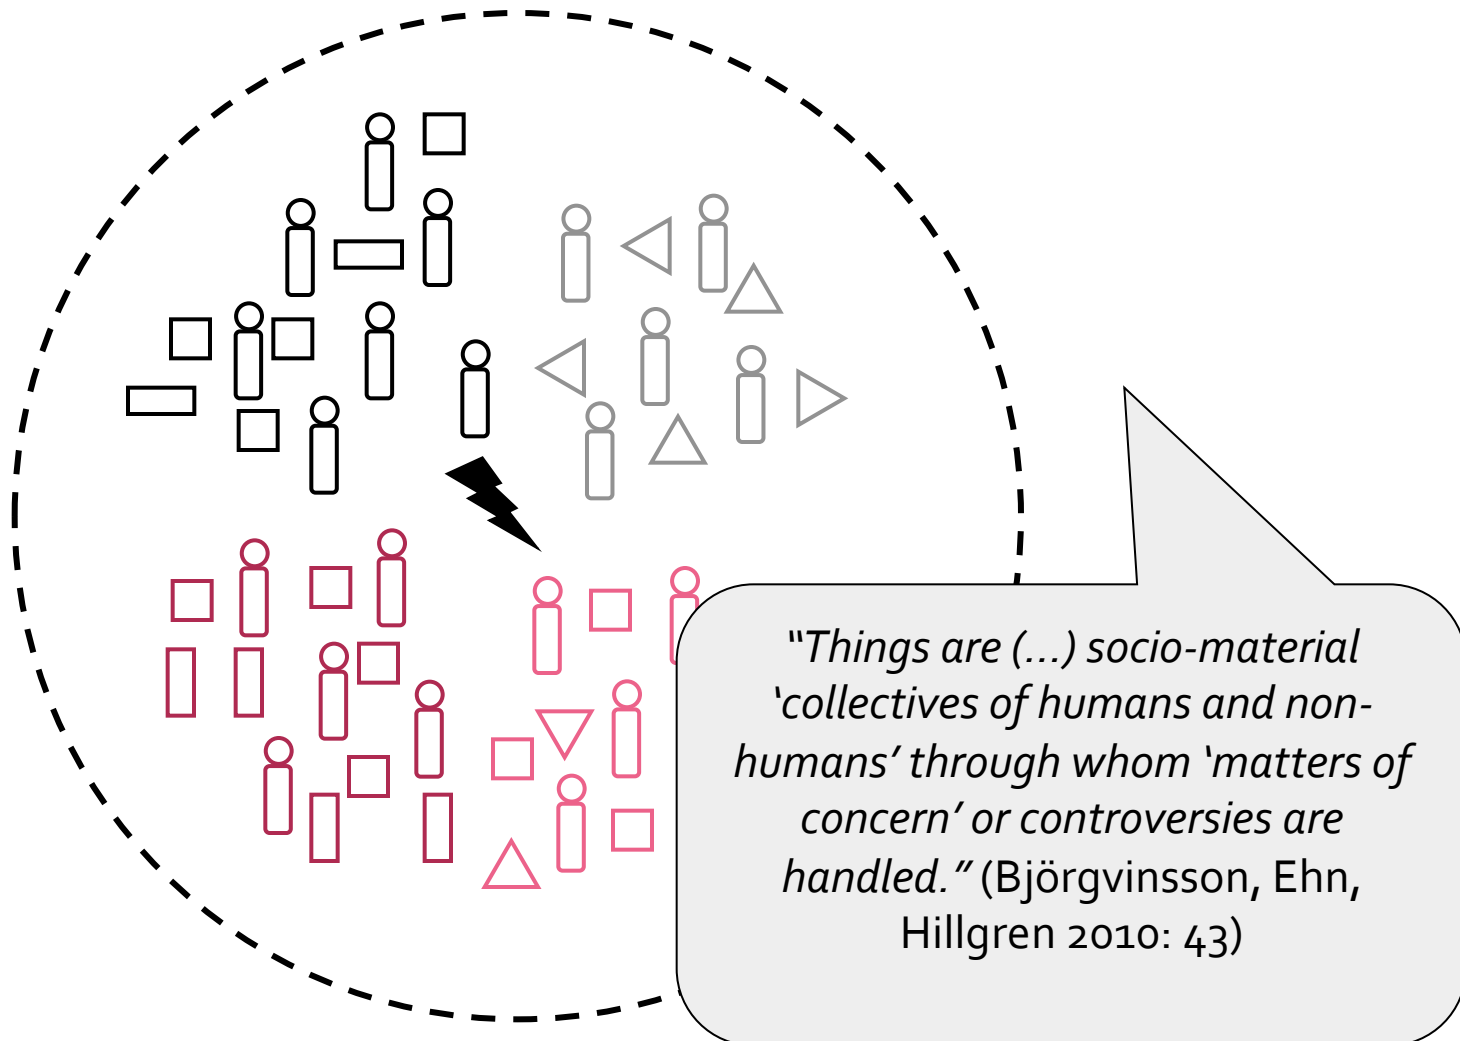 “Things are (...) socio-material
‘collectives of humans and non-
humans’ through whom ‘matters of
concern’ or controversies are
handled.” (Björgvinsson, Ehn,
Hillgren 2010: 43)